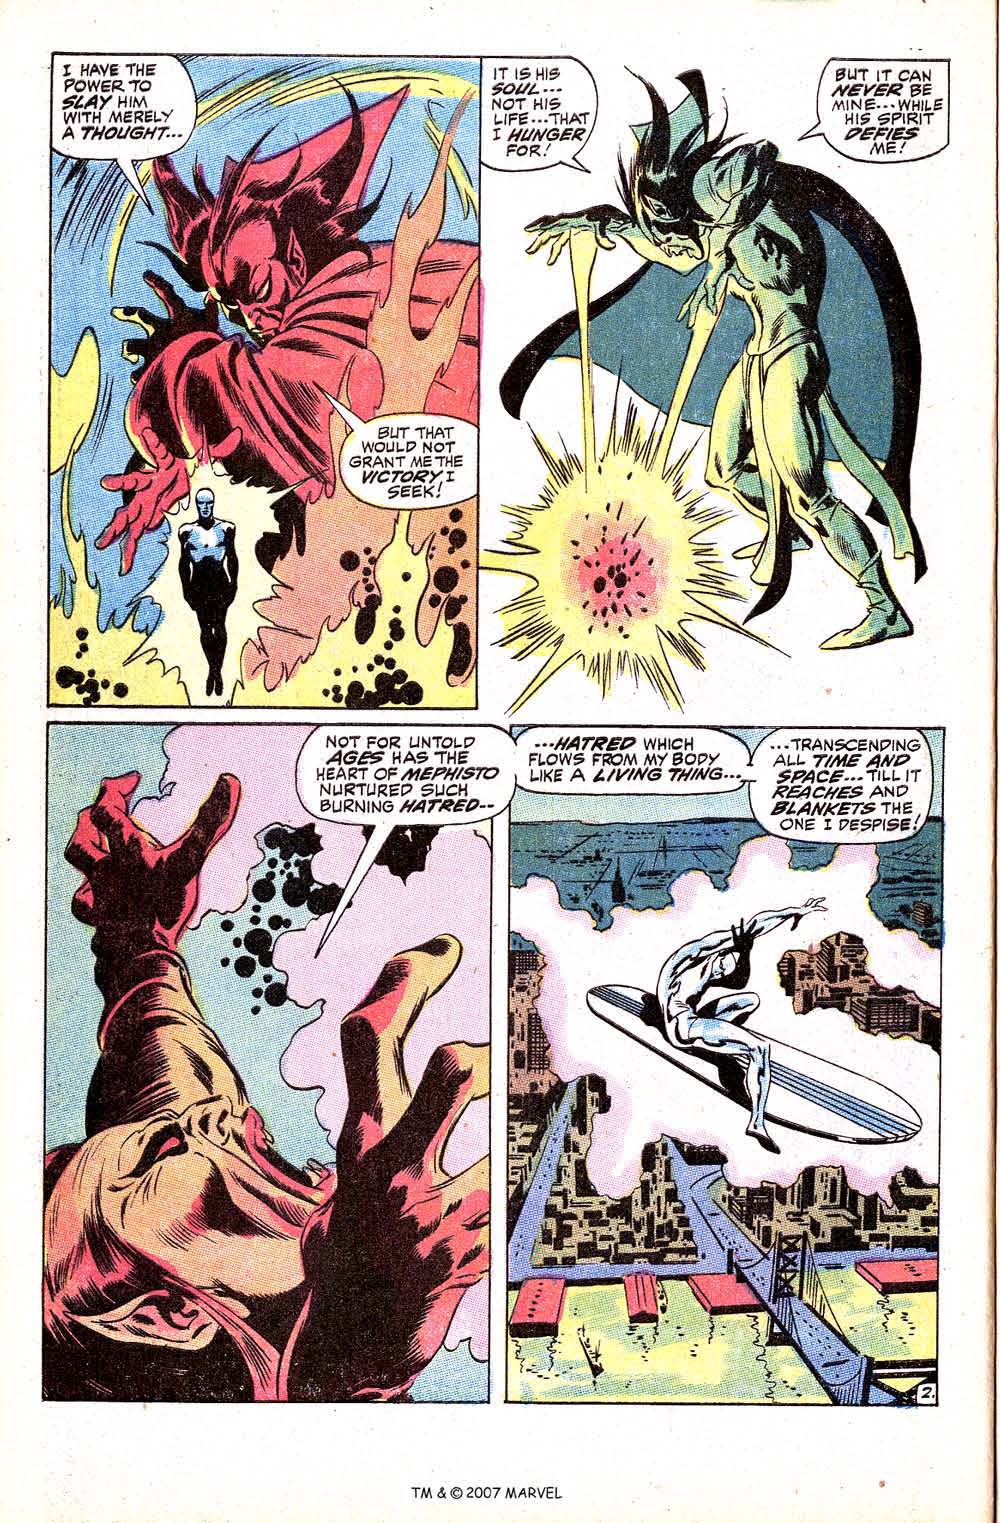 I HAVE THE
POWER TO
SLAY HIM
WITH MERELY
A THOUGHT...
BUT THAT
WOULD NOT
GRANT ME THE
VICTORY I
SEEK!
IT IS HIS
SOUL...
NOT HIS
LIFE...THAT
I HUNGER
FOR!
BUT IT CAN
NEVER BE
MINE...WHILE
HIS SPIRIT
DEFIES
ME!
NOT FOR UNTOLD
AGES HAS THE
HEART OF MEPHISTO
NURTURED SUCH
BURNING HATRED--
...HATRED WHICH
FLOWS FROM MY BODY
LIKE A LIVING THING...
...TRANSCENDING
ALL TIME AND
SPACE...TILL IT
REACHES AND
BLANKETS THE
ONE I DESPISE!
2.
TM & © 2007 MARVEL